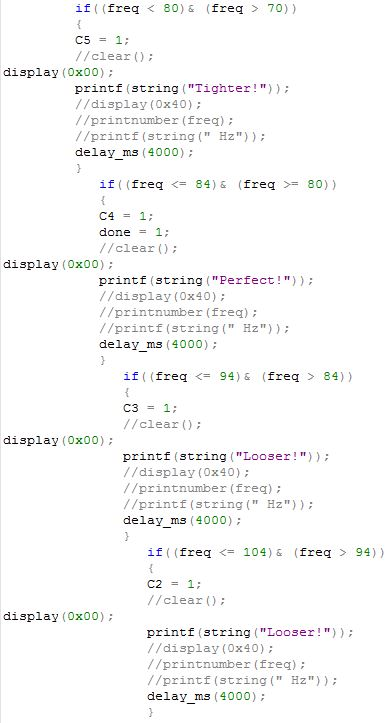 if((freq < 80)& (freq > 70))
{
C5 = 1;
//clear();
display(0x00);
printf(string("Tighter!"));
//display(0x40);
//printnumber(freq);
//printf(string(" Hz"));
delay_ms(4000);
}
if((freq <= 84)& (freq >= 80))
{
C4 = 1;
done = 1;
//clear();
display(0x00);
printf(string("Perfect!"));
//display(0x40);
//printnumber(freq);
//printf(string(" Hz"));
delay_ms(4000);
}
if((freq <= 94)& (freq > 84))
{
C3 = 1;
//clear();
display(0x00);
printf(string("Looser!"));
//display(0x40);
//printnumber(freq);
//printf(string(" Hz"));
delay_ms(4000);
}
if((freq <= 104)& (freq > 94))
{
C2 = 1;
//clear();
display(0x00);
printf(string("Looser!"));
//display(0x40);
//printnumber(freq);
//printf(string(" Hz"));
delay_ms(4000);
}